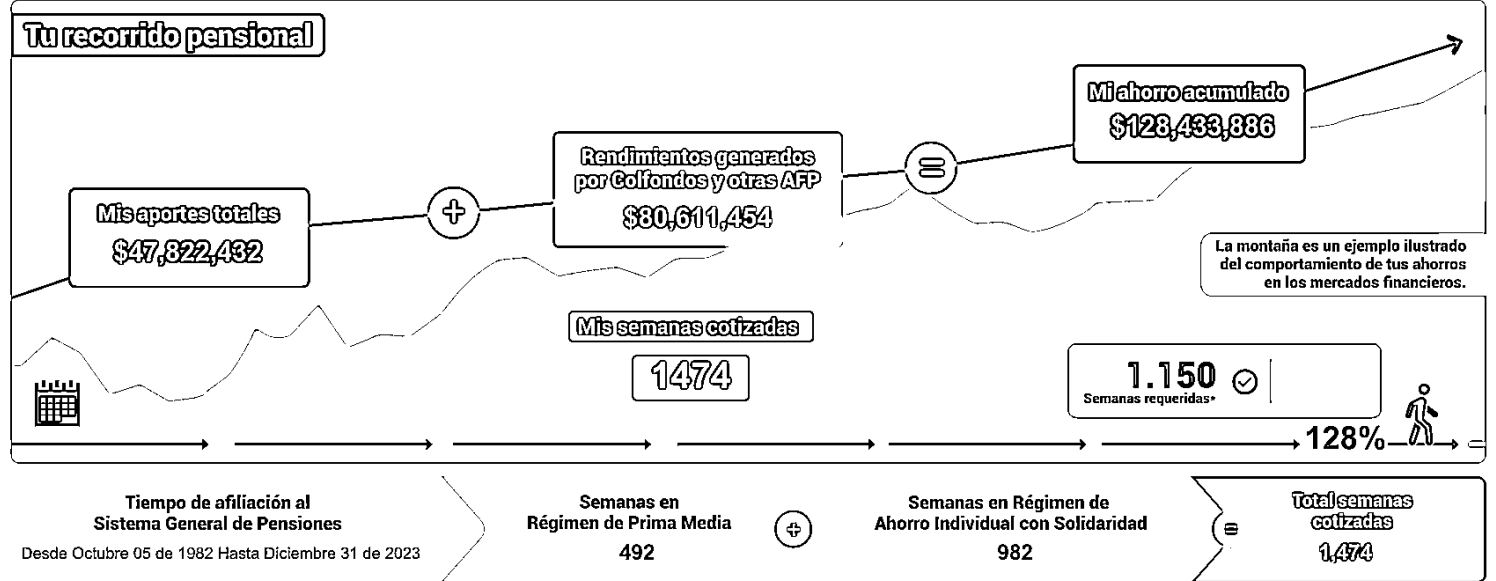 Tu recorrido pensional
Mi ahorro acumulado
$128,433,886
Rendimientos generados
por Colfondos y otras AFP
$80,611,454
=
Mis aportes totales
$47,822,432
+
La montaña es un ejemplo ilustrado
del comportamiento de tus ahorros
en los mercados financieros.
Mis semanas cotizadas
1474
1.150
Semanas requeridas*
128%
Tiempo de afiliación al
Sistema General de Pensiones
Desde Octubre 05 de 1982 Hasta Diciembre 31 de 2023
Semanas en
Régimen de Prima Media
492
+
Semanas en Régimen de
Ahorro Individual con Solidaridad
982
=
Total semanas
cotizadas
1,474